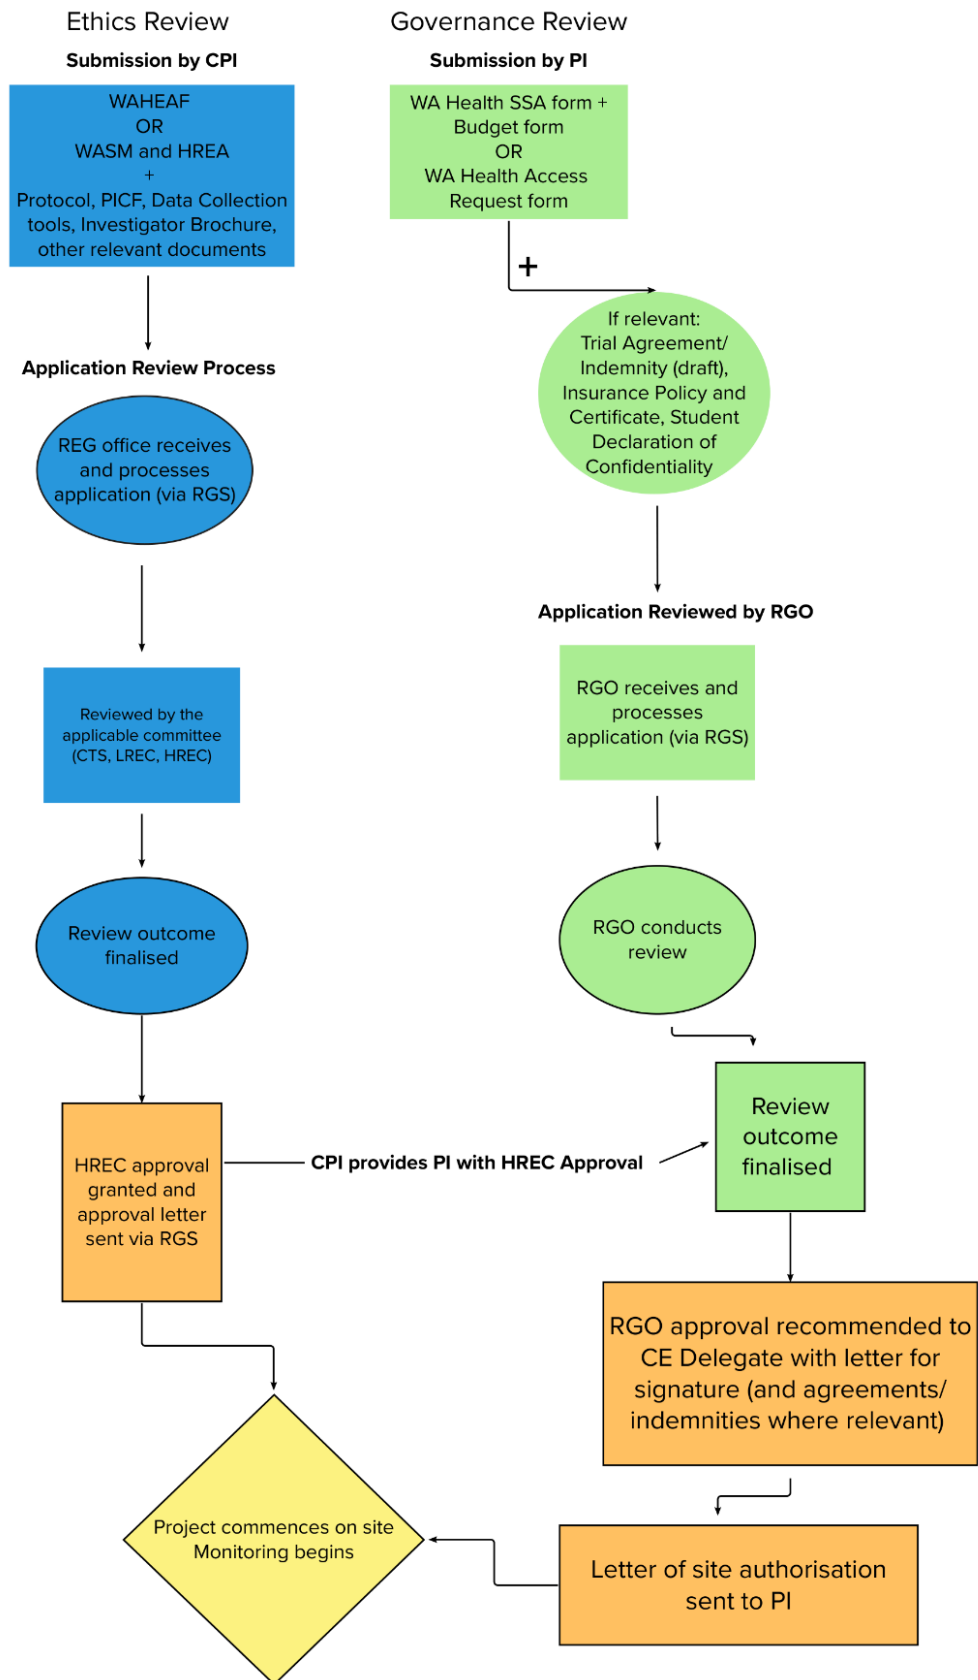 Ethics Review
Submission by CPI
WAHEAF
OR
WASM and HREA
+
Protocol, PICF, Data Collection
tools, Investigator Brochure,
other relevant documents
Application Review Process
REG office receives
and processes
application (via RGS)
Reviewed by the
applicable committee
(CTS, LREC, HREC)
Review outcome
finalised
HREC approval
granted and
approval letter
sent via RGS
CPI provides PI with HREC Approval
Governance Review
Submission by PI
WA Health SSA form +
Budget form
OR
WA Health Access
Request form
+
If relevant:
Trial Agreement/
Indemnity (draft),
Insurance Policy and
Certificate, Student
Declaration of
Confidentiality
Application Reviewed by RGO
RGO receives and
processes
application (via RGS)
RGO conducts
review
Review
outcome
finalised
RGO approval recommended to
CE Delegate with letter for
signature (and agreements/
indemnities where relevant)
Letter of site authorisation
sent to PI
Project commences on site
Monitoring begins